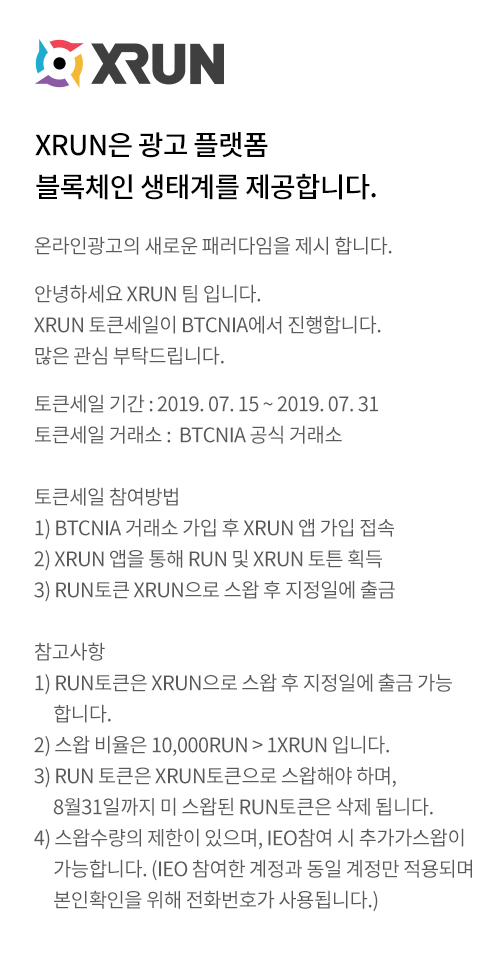 XRUN
XRUN은 광고 플랫폼
블록체인 생태계를 제공합니다.
온라인광고의 새로운 패러다임을 제시 합니다.
안녕하세요 XRUN 팀 입니다.
XRUN 토큰세일이 BTCNIA에서 진행합니다.
많은 관심 부탁드립니다.
토큰세일 기간 : 2019. 07. 15 ~ 2019. 07. 31
토큰세일 거래소 : BTCNIA 공식 거래소
토큰세일 참여방법
1) BTCNIA 거래소 가입 후 XRUN 앱 가입 접속
2) XRUN 앱을 통해 RUN 및 XRUN 토튼 획득
3) RUN토큰 XRUN으로 스왑 후 지정일에 출금
참고사항
1) RUN토큰은 XRUN으로 스왑 후 지정일에 출금 가능
합니다.
2) 스왑 비율은 10,000RUN > 1XRUN 입니다.
3) RUN 토큰은 XRUN토큰으로 스왑해야 하며,
8월31일까지 미 스왑된 RUN토큰은 삭제 됩니다.
4) 스왑수량의 제한이 있으며, IEO참여 시 추가가스왑이
가능합니다. (IEO 참여한 계정과 동일 계정만 적용되며
본인확인을 위해 전화번호가 사용됩니다.)